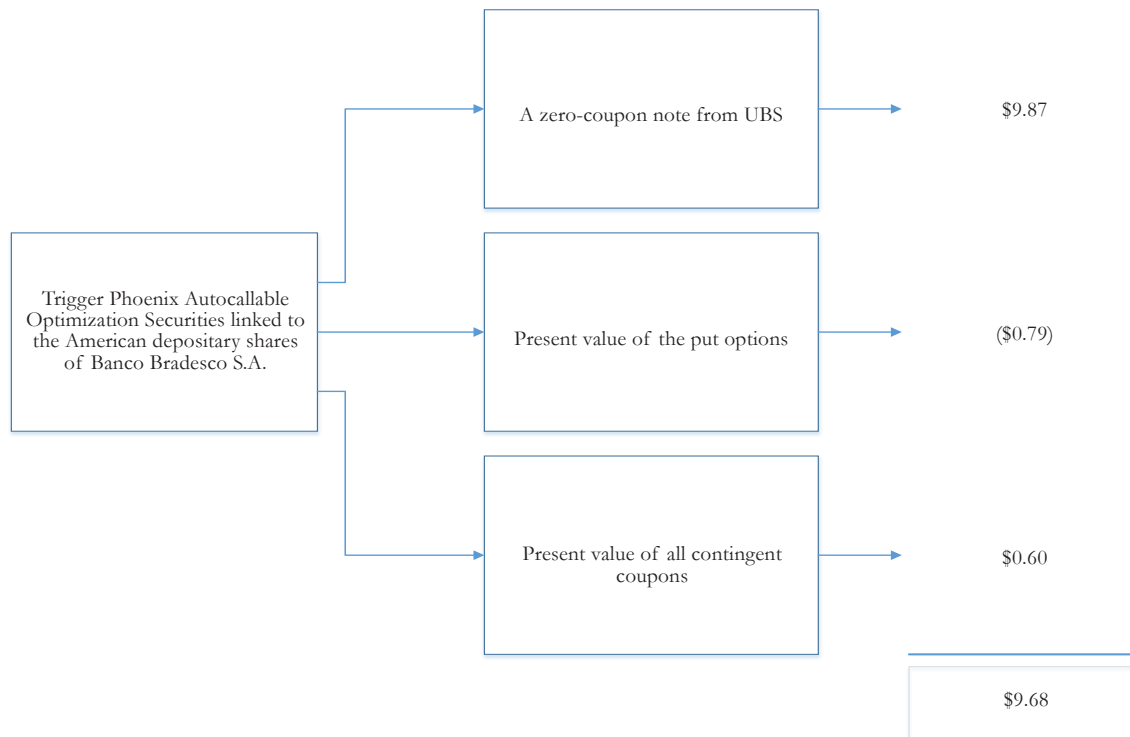 A zero-coupon note from UBS
$9.87
Trigger Phoenix Autocallable
Optimization Securities linked to
the American depositary shares
of Banco Bradesco S.A.
Present value of the put options
($0.79)
Present value of all contingent
coupons
$0.60
$9.68